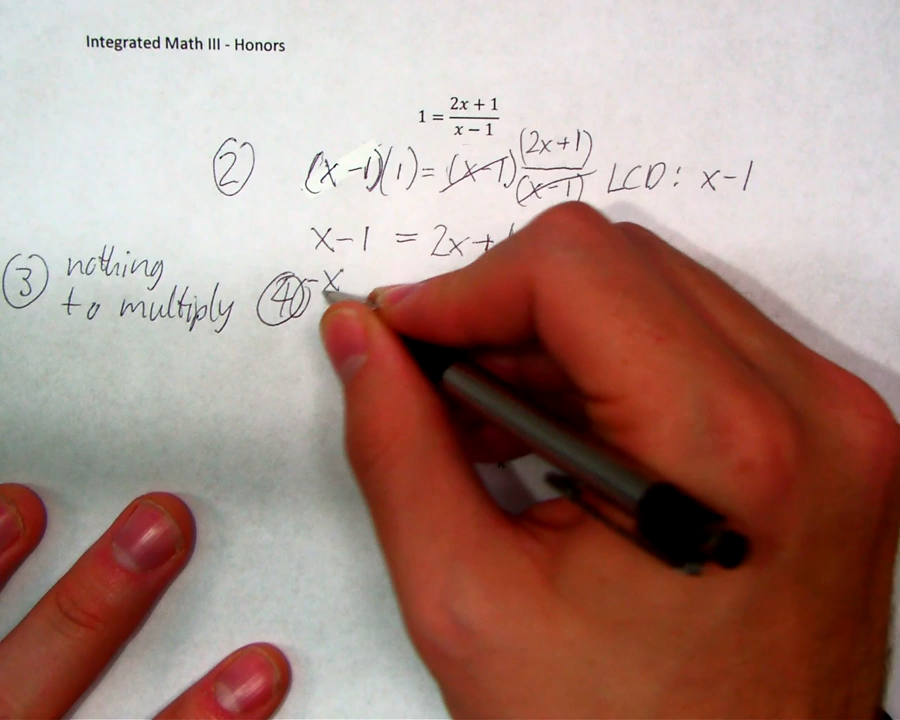 Integrated Math III - Honors
1 = (2x + 1)/(x − 1)
② (x-1)(1) = (x-1) (2x+1)/(x-1) LCD: x-1
x-1 = 2x+
③ nothing
to multiply ④ -x